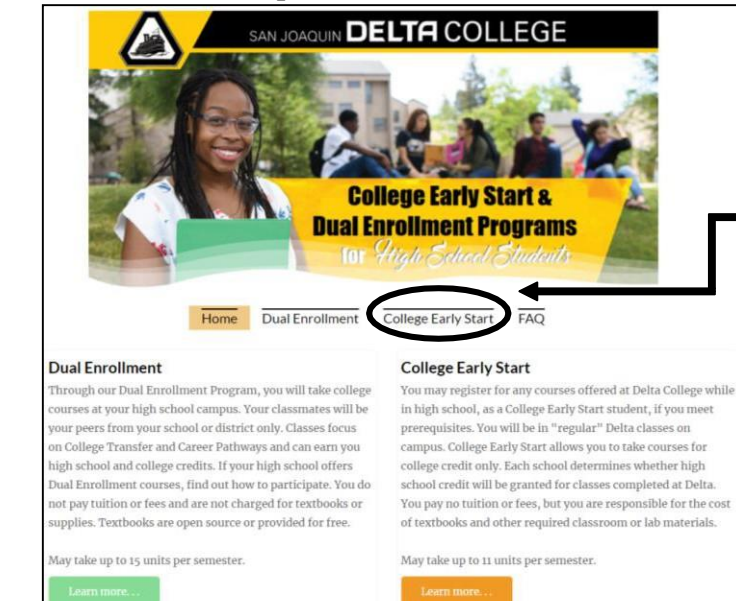 SAN JOAQUIN DELTA COLLEGE
College Early Start &
Dual Enrollment Programs
for High School Students
Home Dual Enrollment College Early Start FAQ
Dual Enrollment
Through our Dual Enrollment Program, you will take college
courses at your high school campus. Your classmates will be
your peers from your school or district only. Classes focus
on College Transfer and Career Pathways and can earn you
high school and college credits. If your high school offers
Dual Enrollment courses, find out how to participate. You do
not pay tuition or fees and are not charged for textbooks or
supplies. Textbooks are open source or provided for free.
May take up to 15 units per semester.
Learn more...
College Early Start
You may register for any courses offered at Delta College while
in high school, as a College Early Start student, if you meet
prerequisites. You will be in "regular" Delta classes on
campus. College Early Start allows you to take courses for
college credit only. Each school determines whether high
school credit will be granted for classes completed at Delta.
You pay no tuition or fees, but you are responsible for the cost
of textbooks and other required classroom or lab materials.
May take up to 11 units per semester.
Learn more...